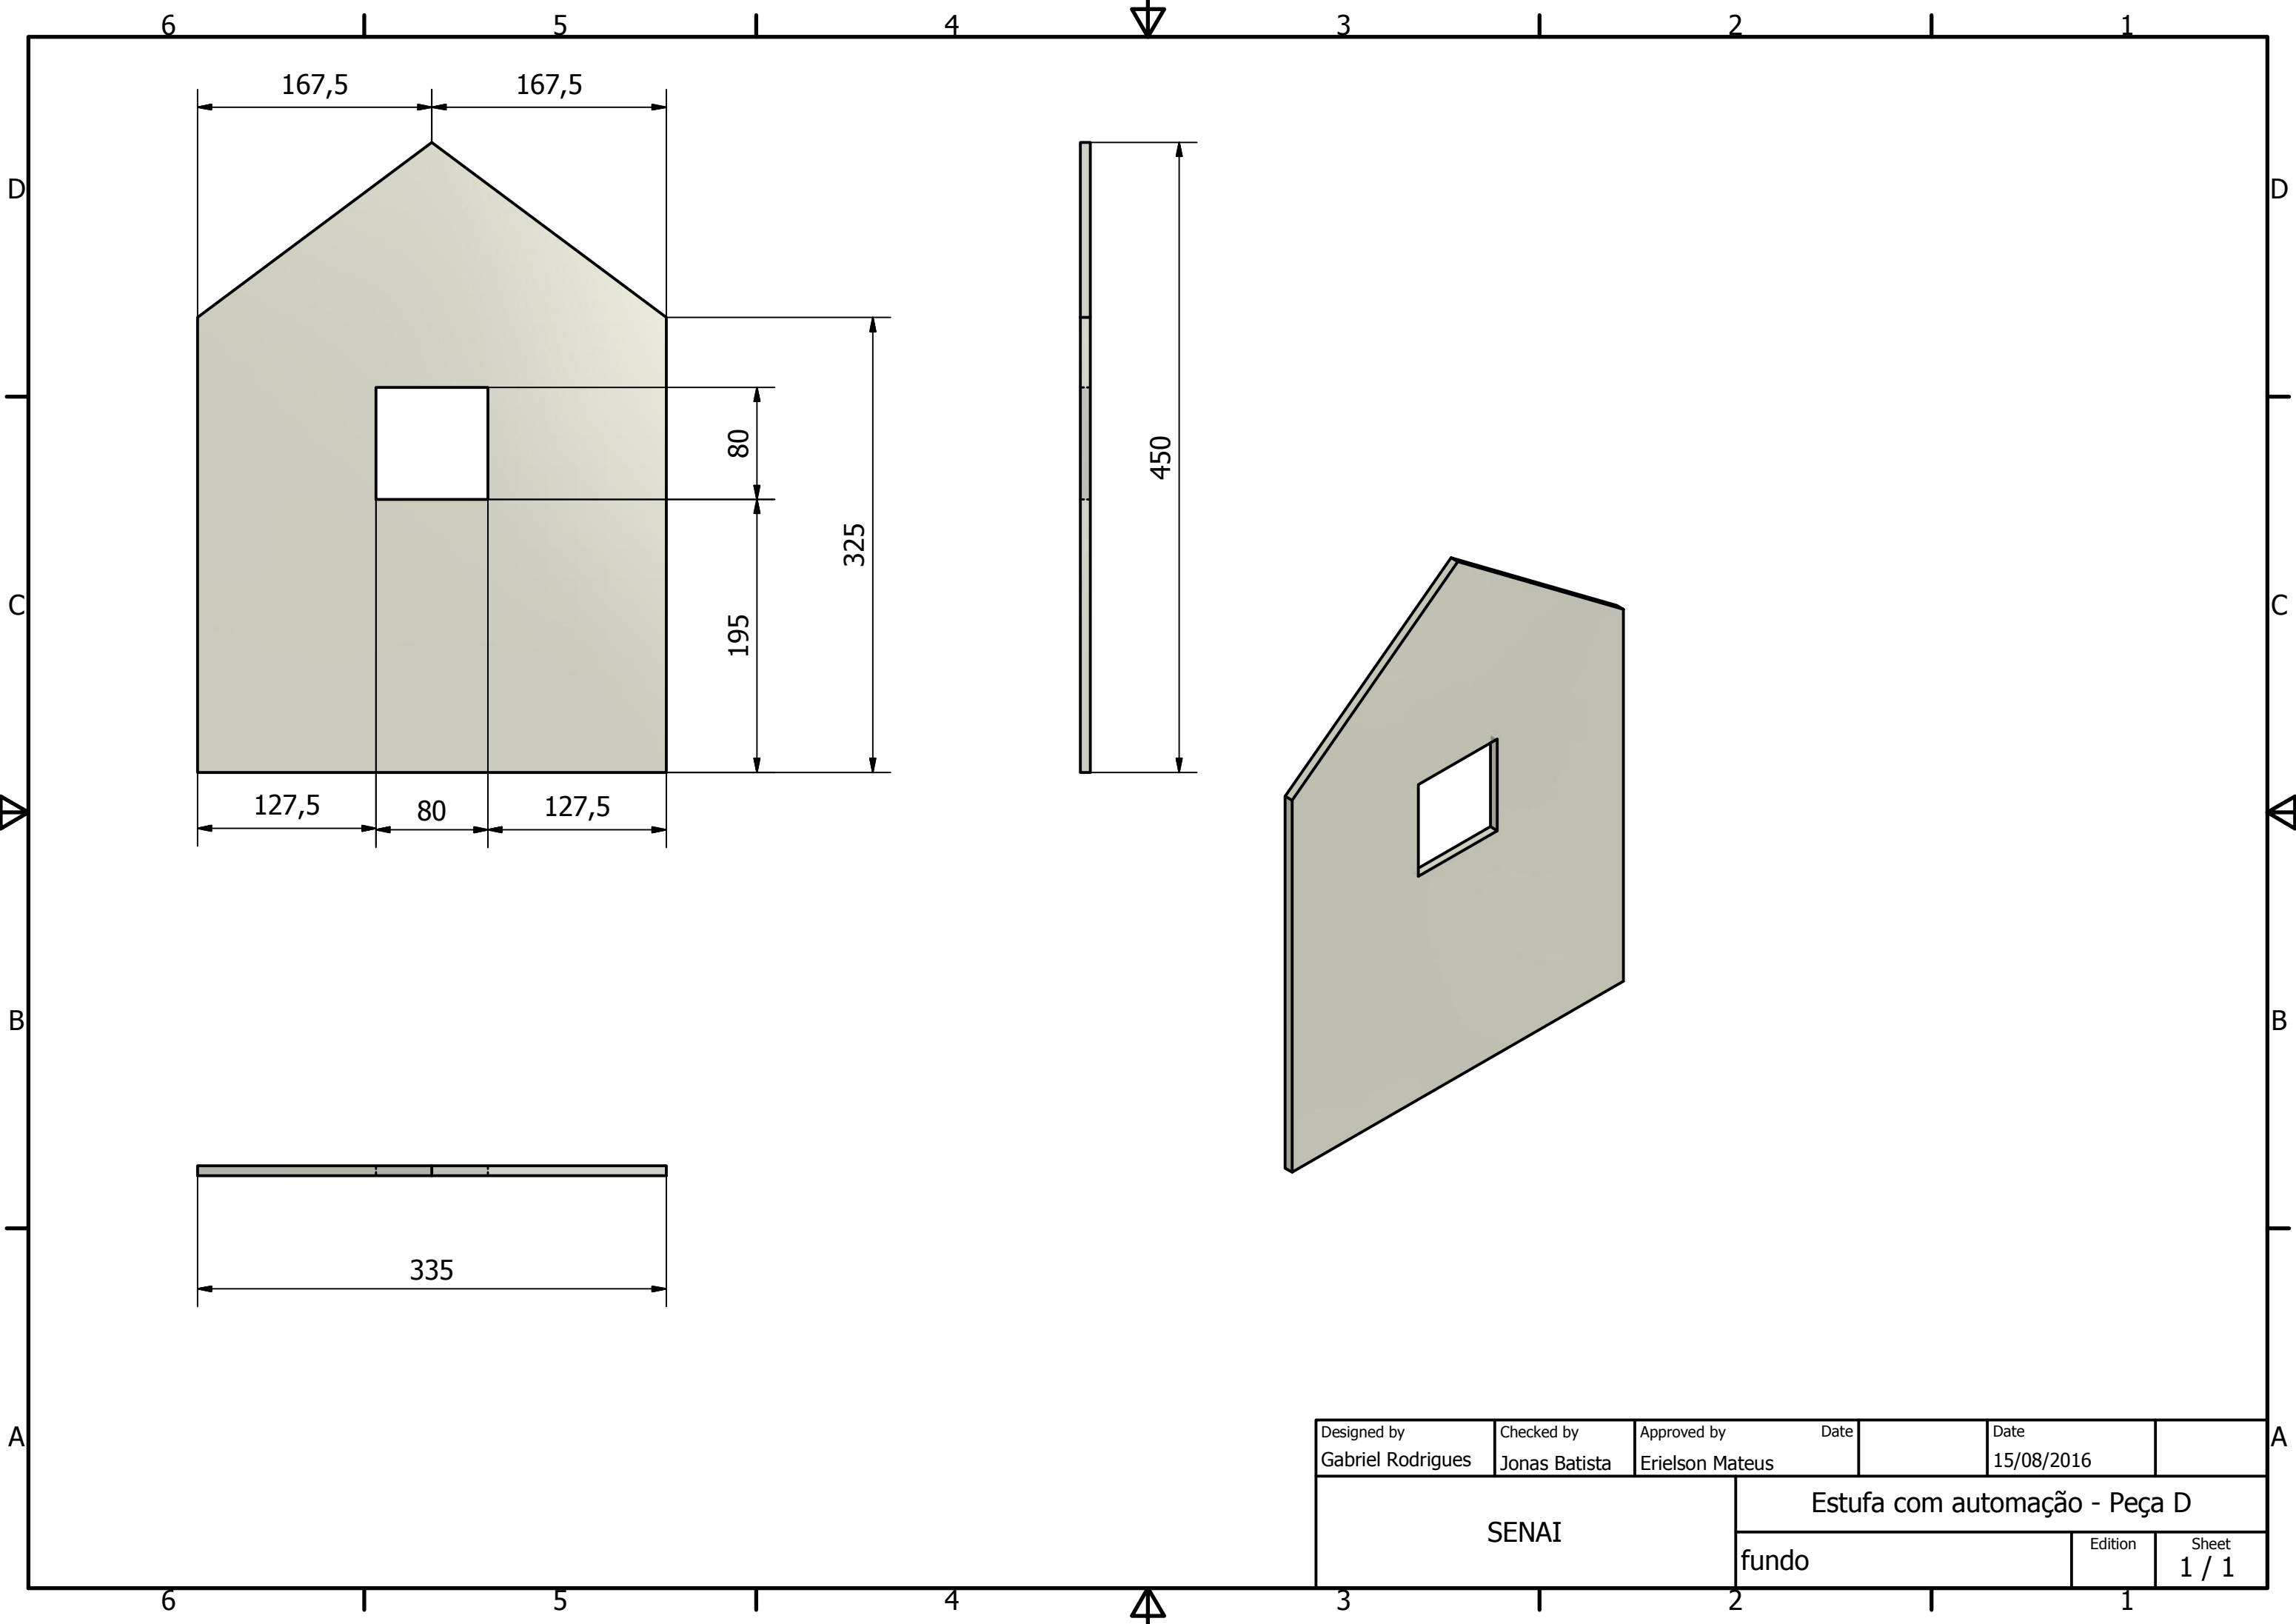 6 5 4 3 2 1
167,5 167,5
D D
80
450
325
C C
195
127,5 80 127,5
B B
335
A A
Designed by Checked by Approved by Date Date
Gabriel Rodrigues Jonas Batista Erielson Mateus 15/08/2016
Estufa com automação - Peça D
SENAI
Edition Sheet
fundo 1 / 1
6 5 4 3 2 1